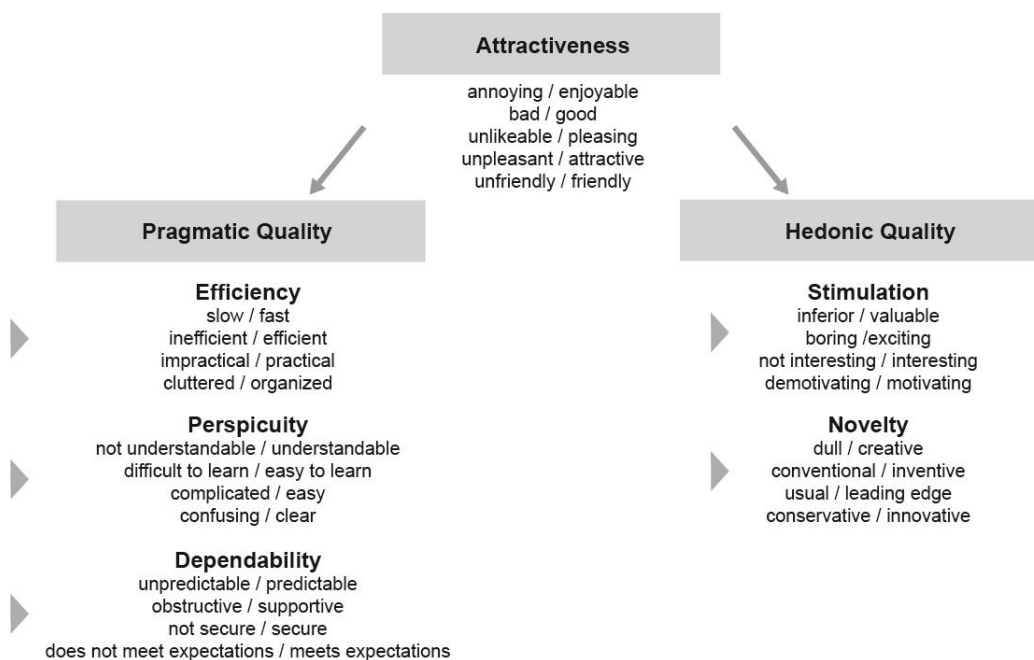 Attractiveness
annoying / enjoyable
bad / good
unlikeable / pleasing
unpleasant / attractive
unfriendly / friendly
Pragmatic Quality
Efficiency
slow / fast
inefficient / efficient
impractical / practical
cluttered / organized
Perspicuity
not understandable / understandable
difficult to learn / easy to learn
complicated / easy
confusing / clear
Dependability
unpredictable / predictable
obstructive / supportive
not secure / secure
does not meet expectations / meets expectations
Hedonic Quality
Stimulation
inferior / valuable
boring /exciting
not interesting / interesting
demotivating / motivating
Novelty
dull / creative
conventional / inventive
usual / leading edge
conservative / innovative